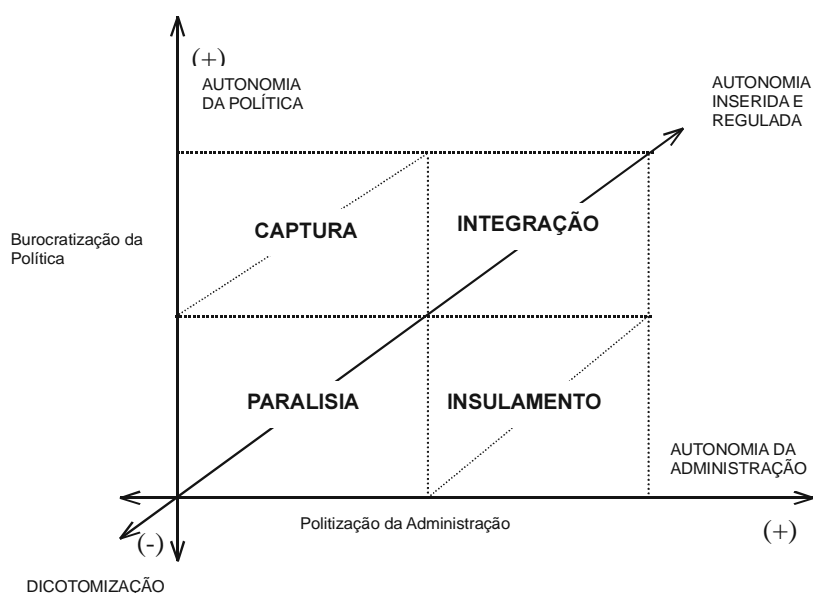 (+)
AUTONOMIA
DA POLÍTICA
AUTONOMIA
INSERIDA E
REGULADA
CAPTURA
INTEGRAÇÃO
Burocratização da
Política
PARALISIA
INSULAMENTO
AUTONOMIA DA
ADMINISTRAÇÃO
Politização da Administração
(+)
(-)
DICOTOMIZAÇÃO